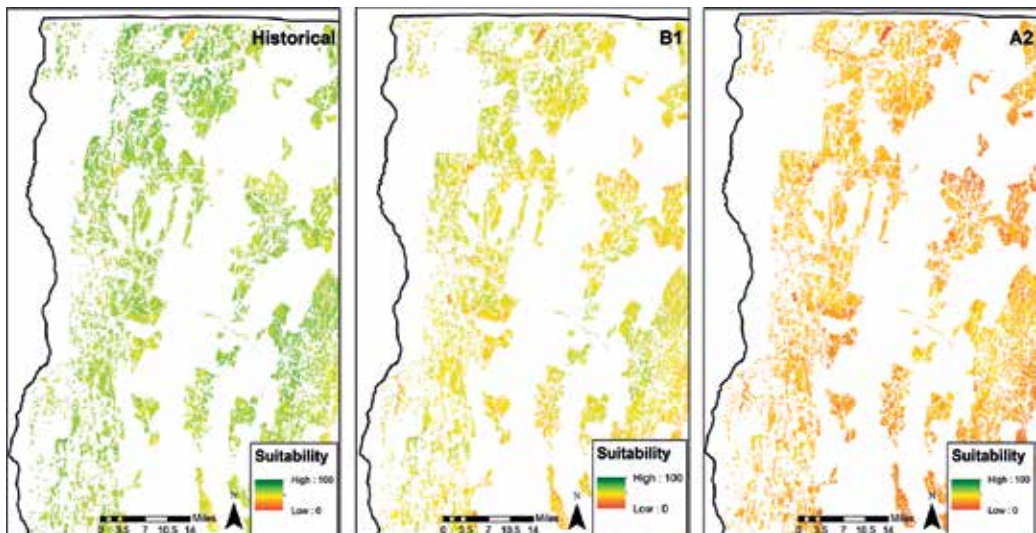 Historical
Suitability
High : 100
Low : 0
N
0 3.5 7 10.5 14
Miles
B1
Suitability
High : 100
Low : 0
N
0 3.5 7 10.5 14
Miles
A2
Suitability
High : 100
Low : 0
N
0 3.5 7 10.5 14
Miles